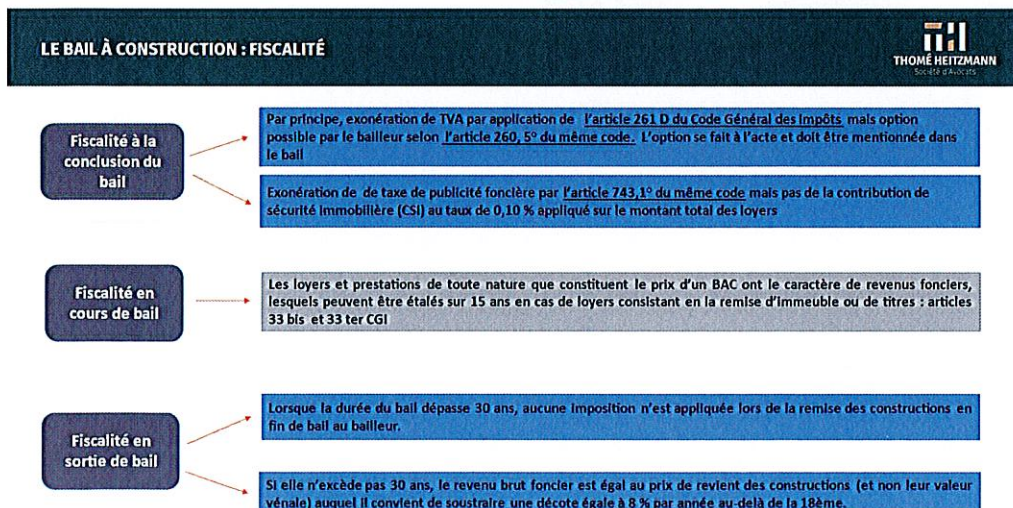 LE BAIL À CONSTRUCTION : FISCALITÉ
THOMÉ HEITZMANN
Société d'Avocats
Fiscalité à la
conclusion du
bail
Par principe, exonération de TVA par application de l'article 261 D du Code Général des Impôts mais option
possible par le bailleur selon l'article 260, 5° du même code. L'option se fait à l'acte et doit être mentionnée dans
le bail
Exonération de de taxe de publicité foncière par l'article 743,1° du même code mais pas de la contribution de
sécurité immobilière (CSI) au taux de 0,10 % appliqué sur le montant total des loyers
Fiscalité en
cours de bail
Les loyers et prestations de toute nature que constituent le prix d'un BAC ont le caractère de revenus fonciers,
lesquels peuvent être étalés sur 15 ans en cas de loyers consistant en la remise d'immeuble ou de titres : articles
33 bis et 33 ter CGI
Fiscalité en
sortie de bail
Lorsque la durée du bail dépasse 30 ans, aucune imposition n'est appliquée lors de la remise des constructions en
fin de bail au bailleur.
Si elle n'excède pas 30 ans, le revenu brut foncier est égal au prix de revient des constructions (et non leur valeur
vénale) auquel il convient de soustraire une décote égale à 8 % par année au-delà de la 18ème.